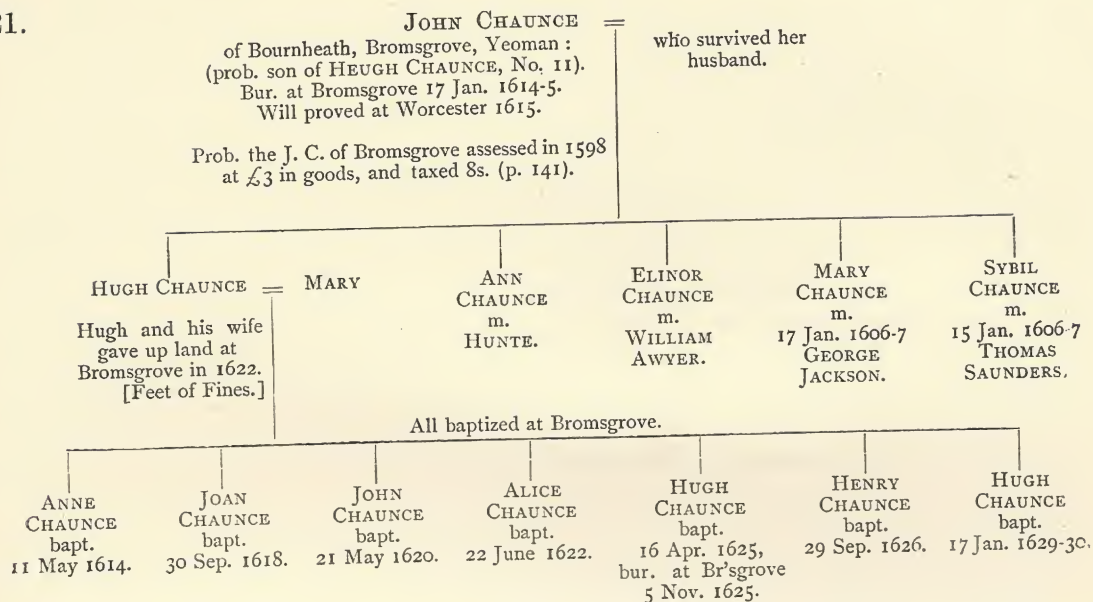 JOHN CHAUNCE =
of Bournheath, Bromsgrove, Yeoman :
(prob. son of HEUGH CHAUNCE, No. 11).
Bur. at Bromsgrove 17 Jan. 1614-5.
Will proved at Worcester 1615.
Prob. the J. C. of Bromsgrove assessed in 1598
at £3 in goods, and taxed 8s. (p. 141).
who survived her
husband.
HUGH CHAUNCE = MARY
Hugh and his wife
gave up land at
Bromsgrove in 1622.
[Feet of Fines.]
ANN
CHAUNCE
m.
HUNTE.
ELINOR
CHAUNCE
m.
WILLIAM
AWYER.
MARY
CHAUNCE
m.
17 Jan. 1606-7
GEORGE
JACKSON.
SYBIL
CHAUNCE
m.
15 Jan. 1606-7
THOMAS
SAUNDERS.
All baptized at Bromsgrove.
ANNE
CHAUNCE
bapt.
11 May 1614.
JOAN
CHAUNCE
bapt.
30 Sep. 1618.
JOHN
CHAUNCE
bapt.
21 May 1620.
ALICE
CHAUNCE
bapt.
22 June 1622.
HUGH
CHAUNCE
bapt.
16 Apr. 1625,
bur. at Br'sgrove
5 Nov. 1625.
HENRY
CHAUNCE
bapt.
29 Sep. 1626.
HUGH
CHAUNCE
bapt.
17 Jan. 1629-30.